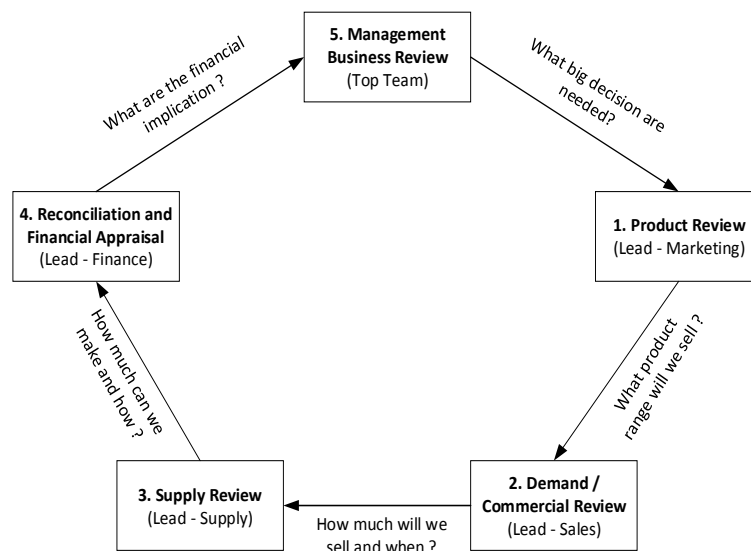 5. Management
Business Review
(Top Team)
What big decision are
needed?
1. Product Review
(Lead - Marketing)
What product
range will we sell ?
2. Demand /
Commercial Review
(Lead - Sales)
How much will we
sell and when ?
3. Supply Review
(Lead - Supply)
How much can we
make and how ?
4. Reconciliation and
Financial Appraisal
(Lead - Finance)
What are the financial
implication ?